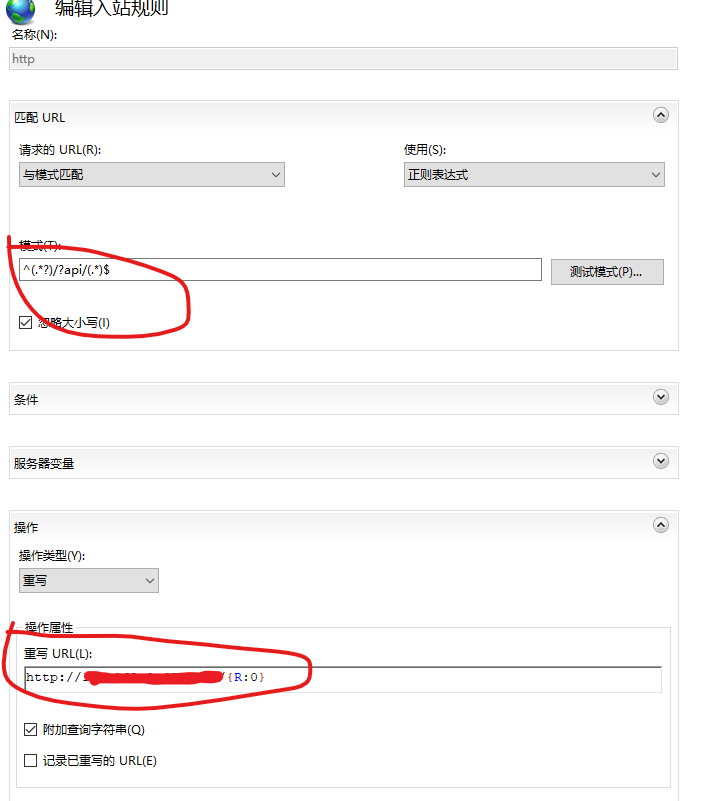 编辑入站规则
名称(N):
http
匹配 URL
请求的 URL(R): 使用(S):
与模式匹配 正则表达式
模式(T):
^(.*?)/?api/(.*)$ 测试模式(P)...
忽略大小写(I)
条件
服务器变量
操作
操作类型(Y):
重写
操作属性
重写 URL(L):
http:// /{R:0}
附加查询字符串(Q)
记录已重写的 URL(E)